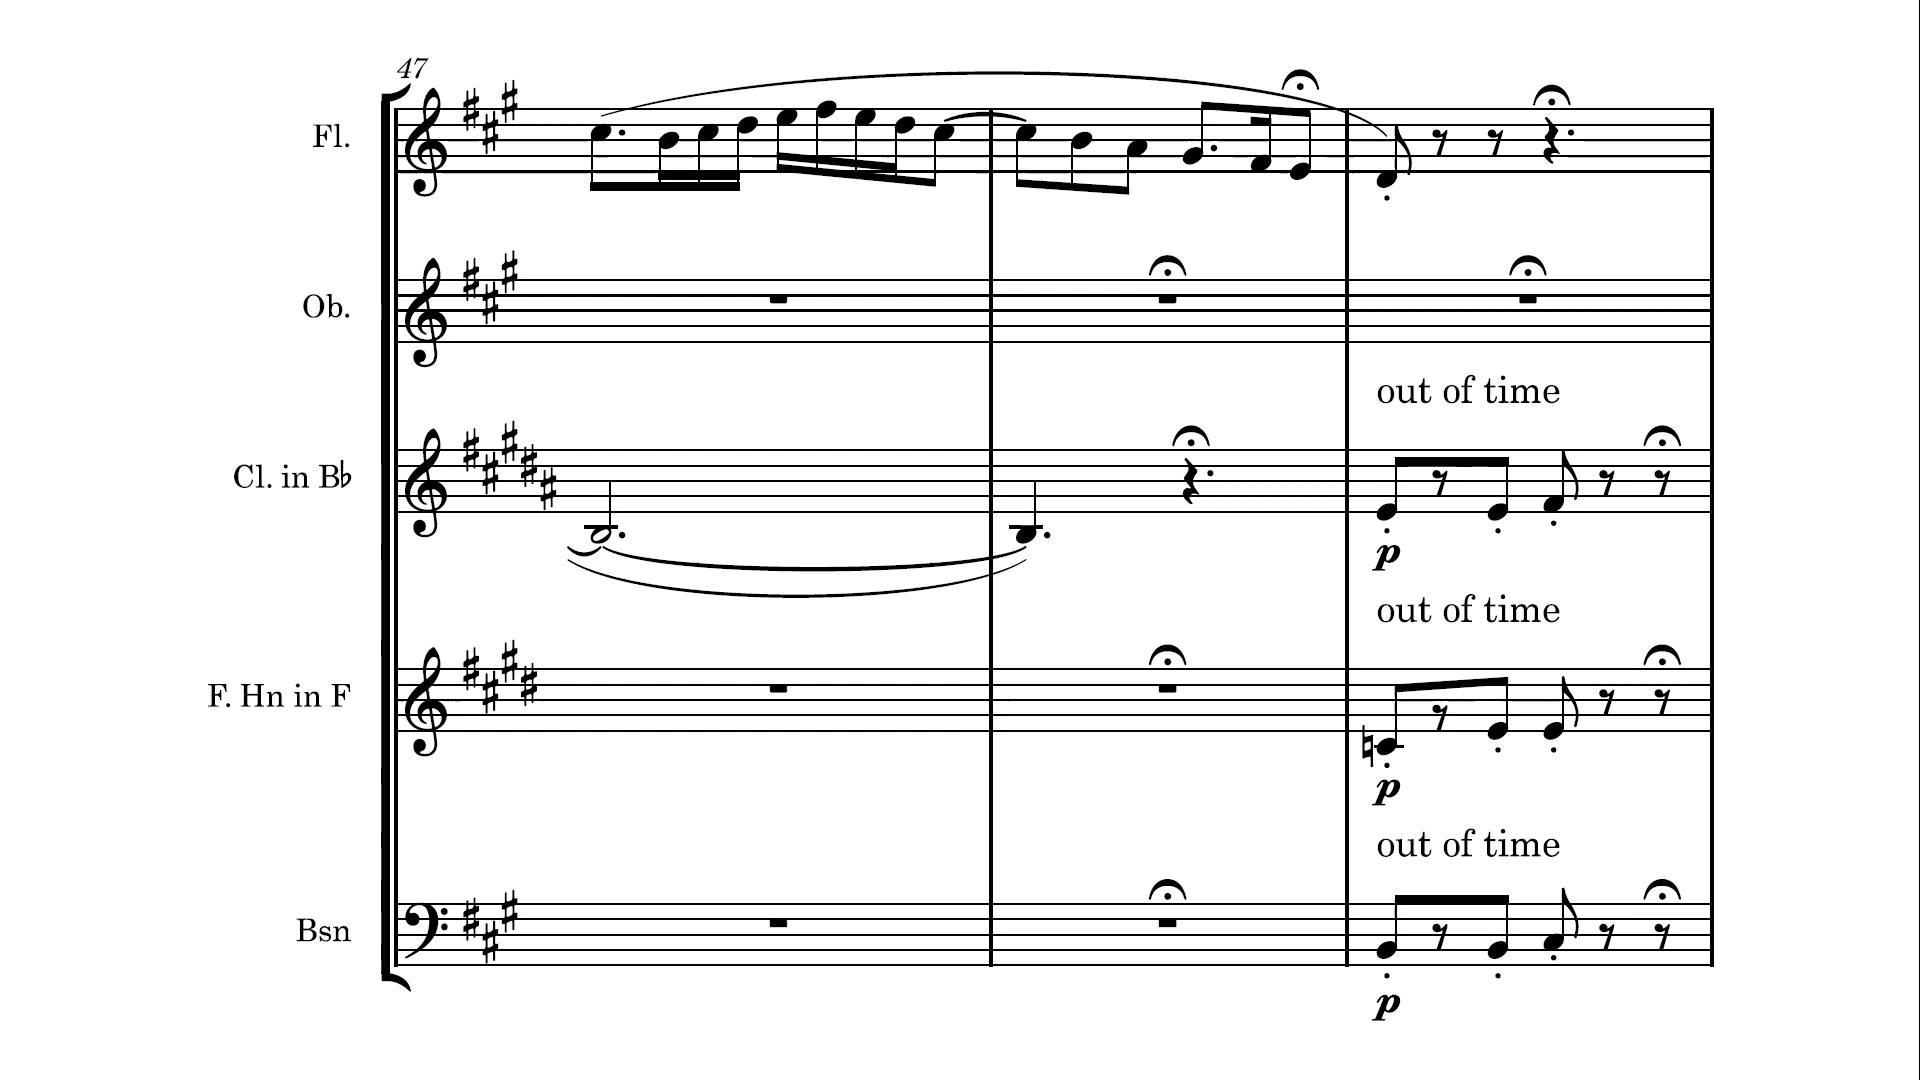 47
Fl.
Ob.
out of time
Cl. in B♭
p
out of time
F. Hn in F
p
out of time
Bsn
p